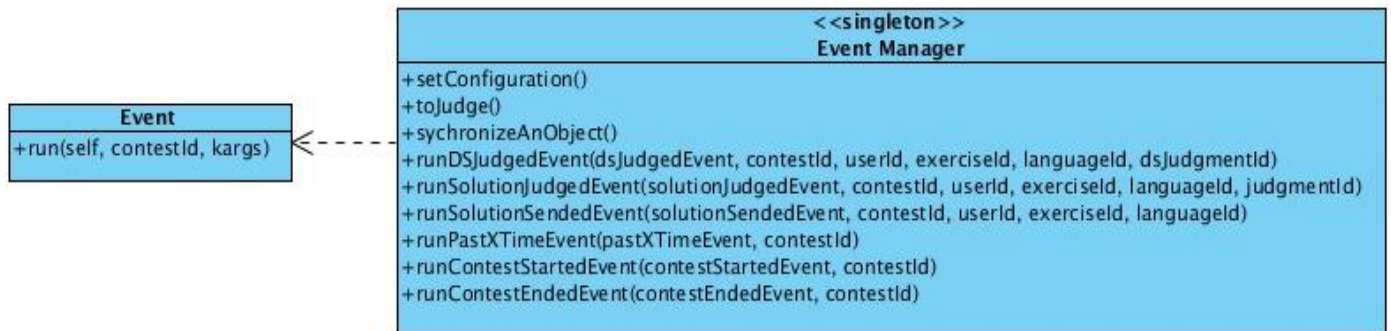 Event
+run(self, contestId, kargs)
<<singleton>>
Event Manager
+setConfiguration()
+toJudge()
+sychronizeAnObject()
+runDSJudgedEvent(dsJudgedEvent, contestId, userId, exerciseId, languageId, dsJudgmentId)
+runSolutionJudgedEvent(solutionJudgedEvent, contestId, userId, exerciseId, languageId, judgmentId)
+runSolutionSendedEvent(solutionSendedEvent, contestId, userId, exerciseId, languageId)
+runPastXTimeEvent(pastXTimeEvent, contestId)
+runContestStartedEvent(contestStartedEvent, contestId)
+runContestEndedEvent(contestEndedEvent, contestId)